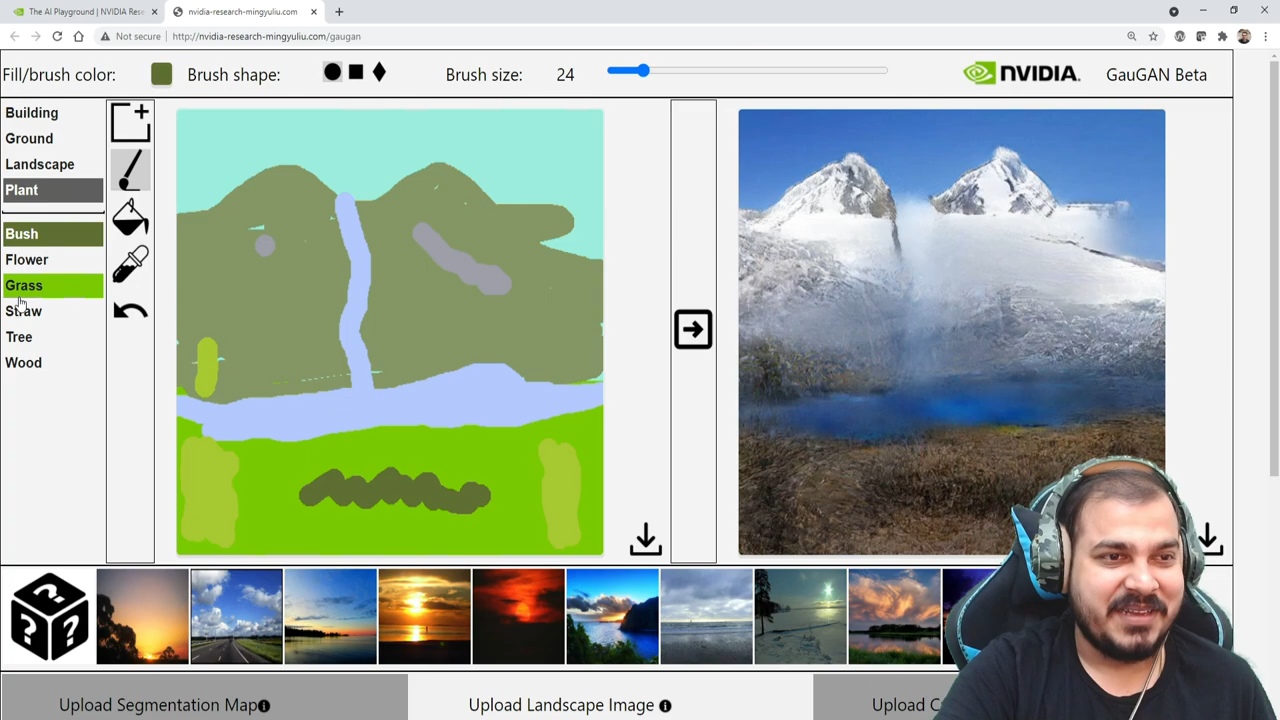 The AI Playground | NVIDIA Rese
nvidia-research-mingyuliu.com/
Not secure | http://nvidia-research-mingyuliu.com/gaugan
Fill/brush color:
Brush shape:
Brush size: 24
NVIDIA.
GauGAN Beta
Building
Ground
Landscape
Plant
Bush
Flower
Grass
Straw
Tree
Wood
? ? ?
Upload Segmentation Map
Upload Landscape Image
Upload